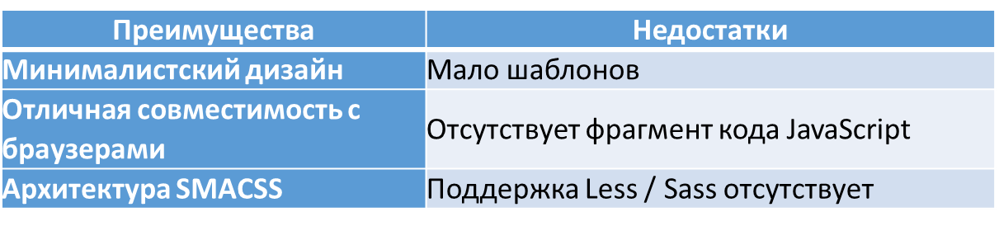 Преимущества
Недостатки
Минималистский дизайн
Мало шаблонов
Отличная совместимость с
браузерами
Отсутствует фрагмент кода JavaScript
Архитектура SMACSS
Поддержка Less / Sass отсутствует